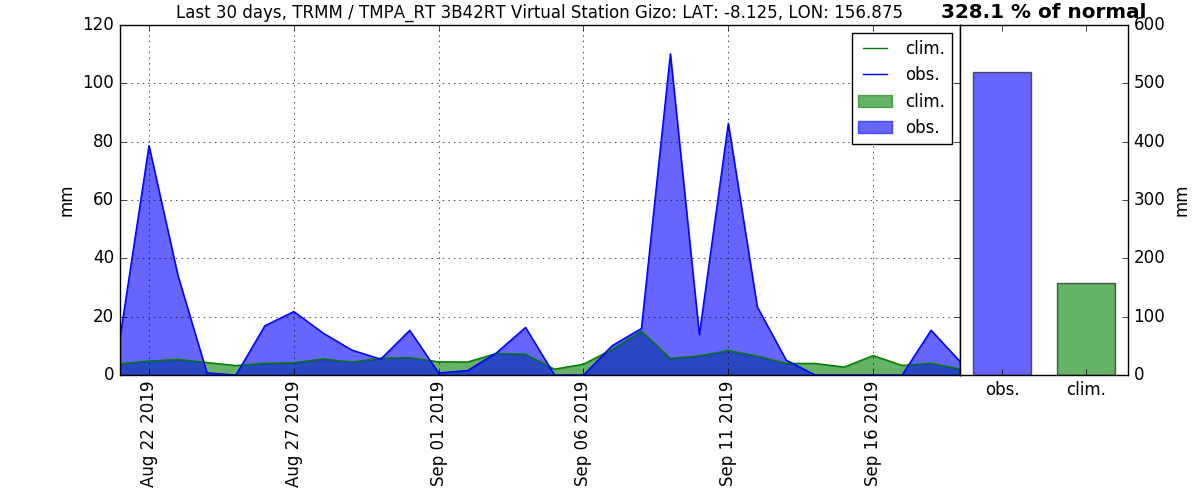 Last 30 days, TRMM / TMPA_RT 3B42RT Virtual Station Gizo: LAT: -8.125, LON: 156.875
328.1 % of normal
120
100
80
60
40
20
0
mm
clim.
obs.
clim.
obs.
600
500
400
300
200
100
0
mm
Aug 22 2019
Aug 27 2019
Sep 01 2019
Sep 06 2019
Sep 11 2019
Sep 16 2019
obs.
clim.